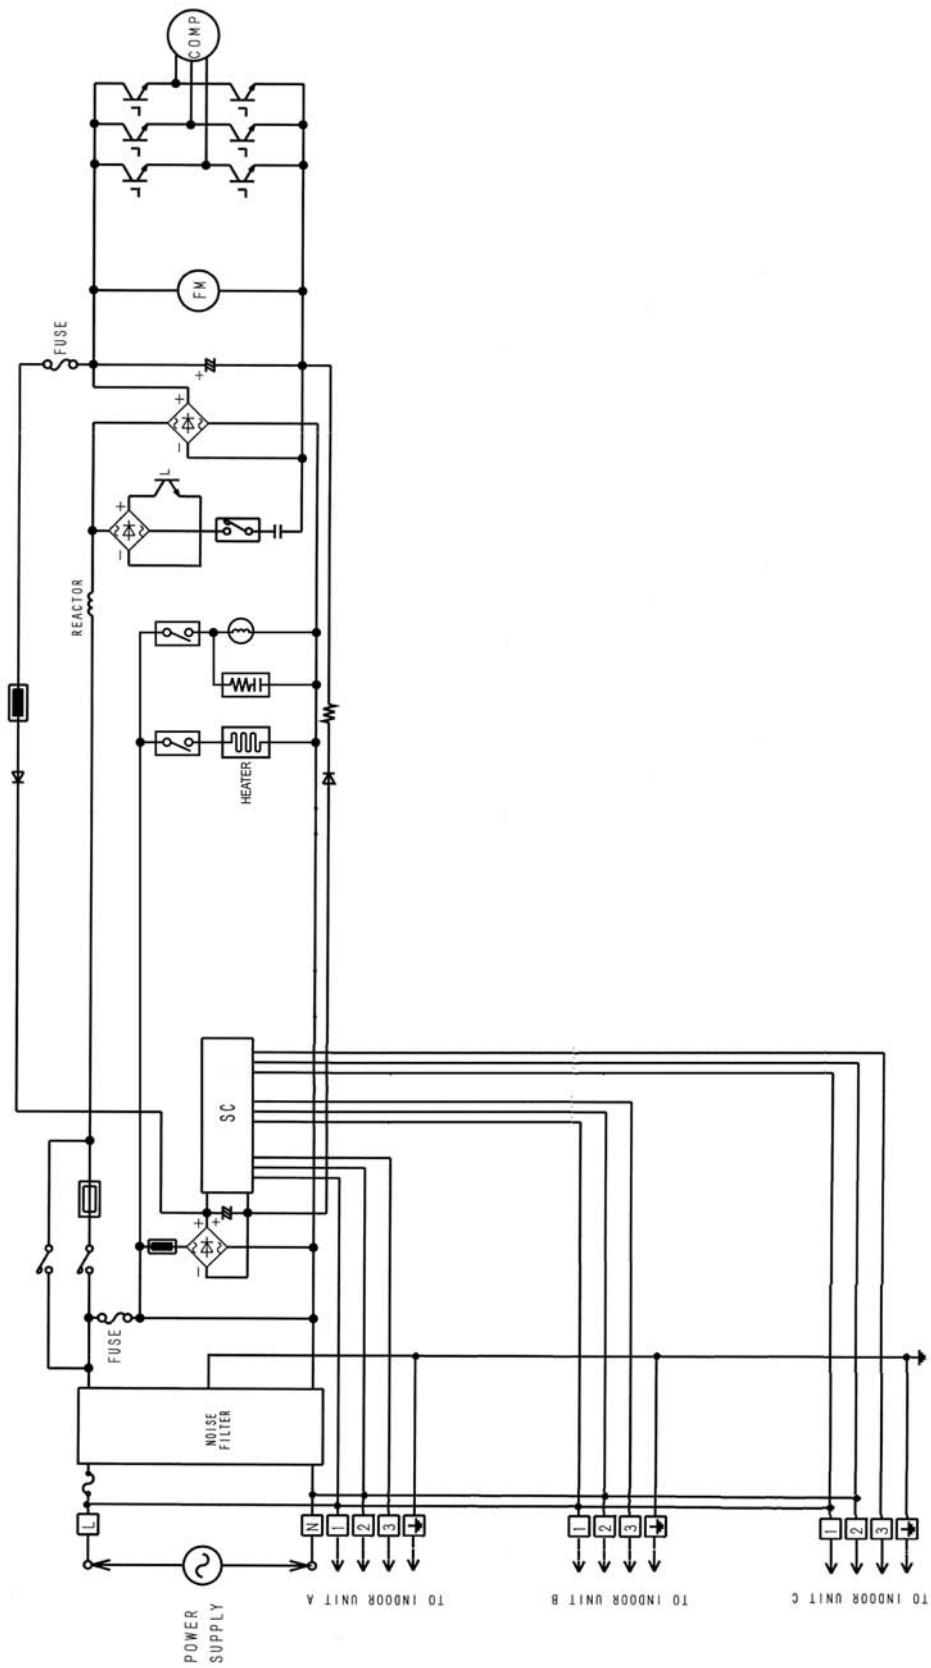 COMP
FM
FUSE
+
+
-
L
+
-
REACTOR
HEATER
SC
+
+
-
FUSE
NOISE
FILTER
L
N
1
2
3
1
2
3
1
2
3
POWER
SUPPLY
TO INDOOR UNIT A
TO INDOOR UNIT B
TO INDOOR UNIT C